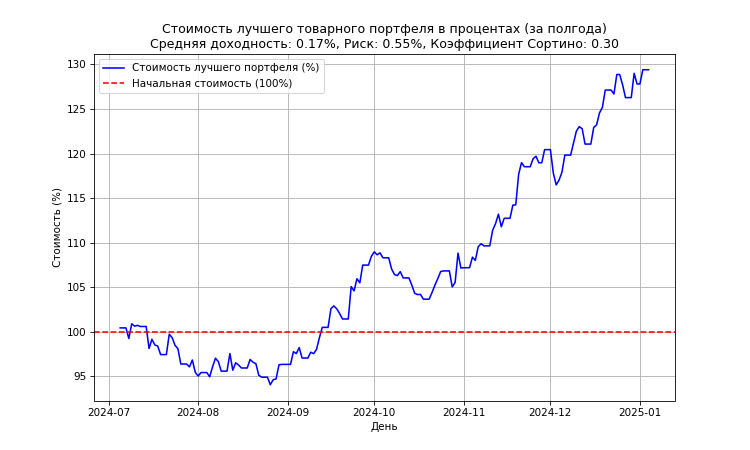 Стоимость лучшего товарного портфеля в процентах (за полгода)
Средняя доходность: 0.17%, Риск: 0.55%, Коэффициент Сортино: 0.30
Стоимость лучшего портфеля (%)
Начальная стоимость (100%)
Стоимость (%)
130
125
120
115
110
105
100
95
2024-07
2024-08
2024-09
2024-10
2024-11
2024-12
2025-01
День